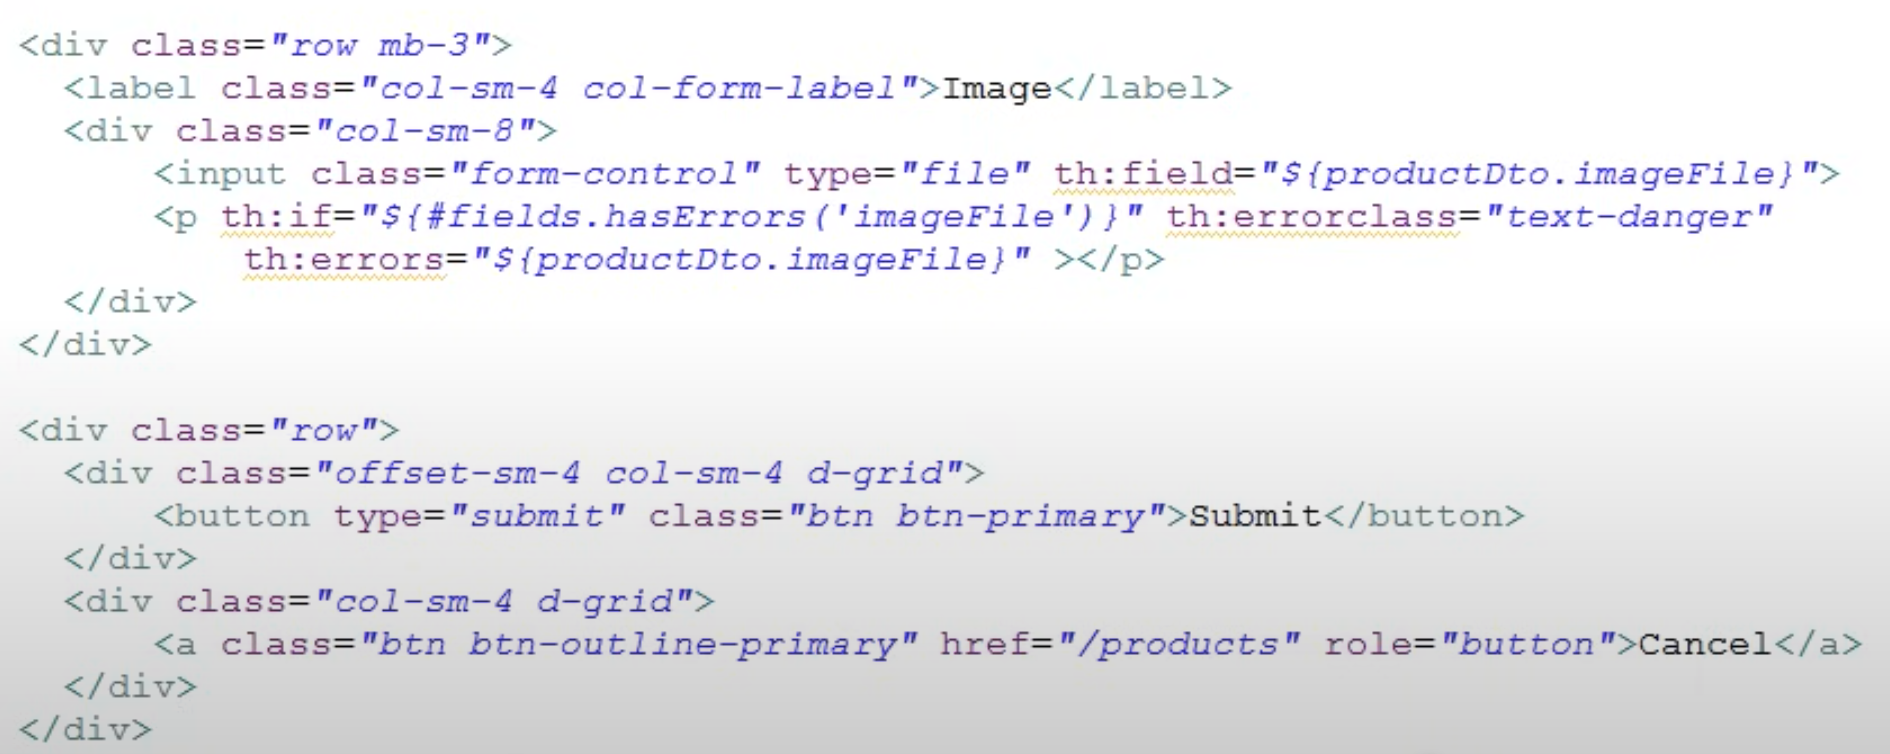 <div class="row mb-3">
  <label class="col-sm-4 col-form-label">Image</label>
  <div class="col-sm-8">
      <input class="form-control" type="file" th:field="${productDto.imageFile}">
      <p th:if="${#fields.hasErrors('imageFile')}" th:errorclass="text-danger"
          th:errors="${productDto.imageFile}" ></p>
  </div>
</div>

<div class="row">
  <div class="offset-sm-4 col-sm-4 d-grid">
      <button type="submit" class="btn btn-primary">Submit</button>
  </div>
  <div class="col-sm-4 d-grid">
      <a class="btn btn-outline-primary" href="/products" role="button">Cancel</a>
  </div>
</div>